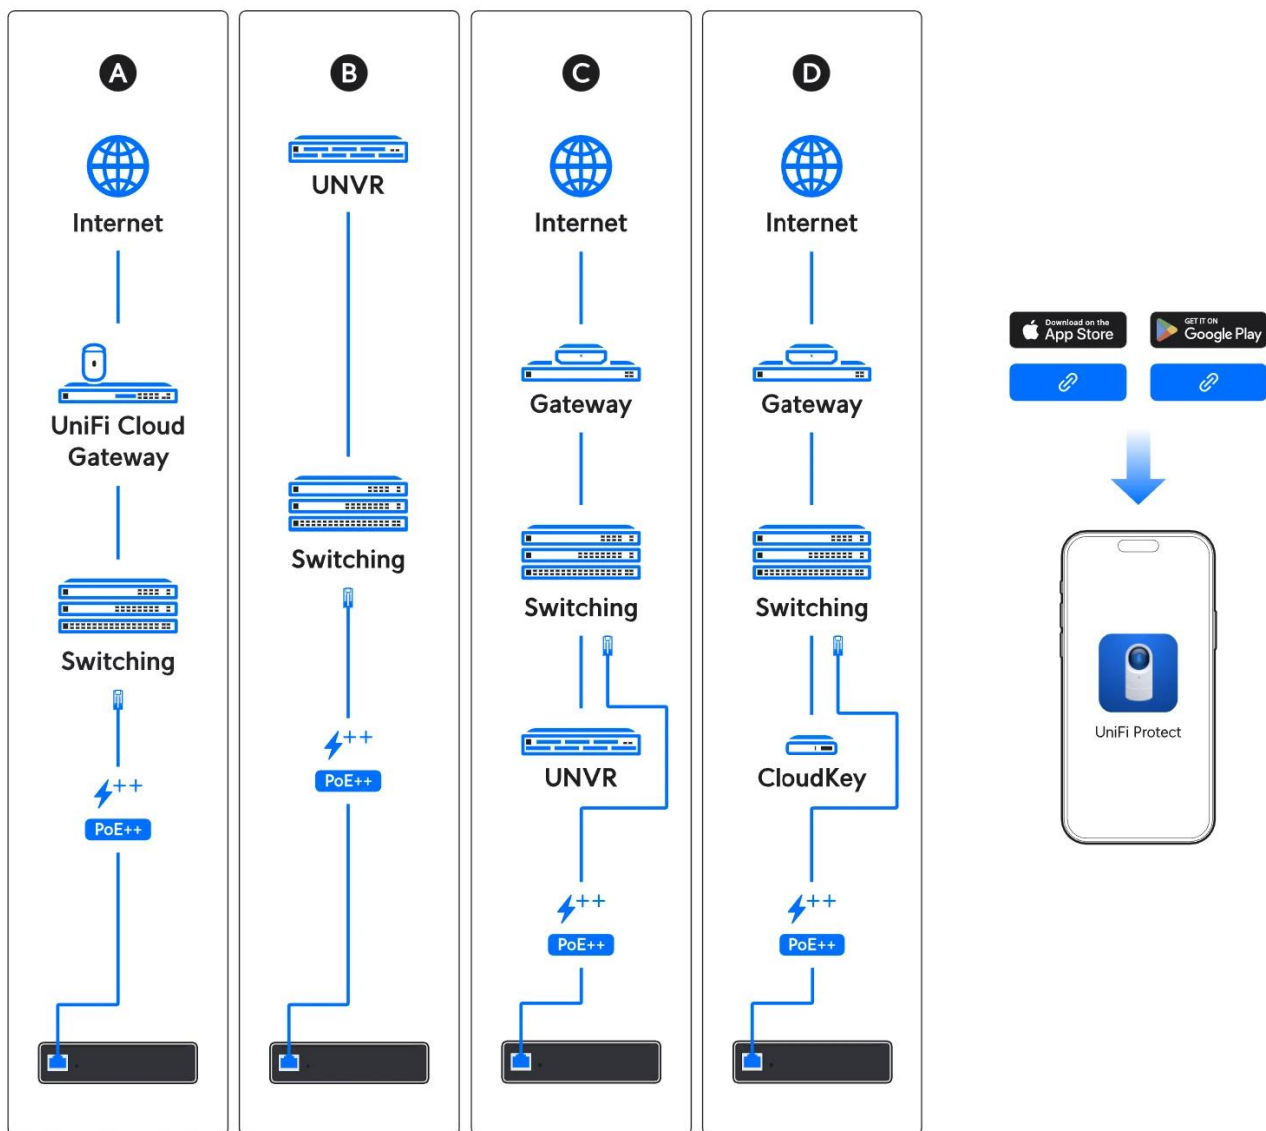 A
Internet
UniFi Cloud
Gateway
Switching
++
PoE++
B
UNVR
Switching
++
PoE++
C
Internet
Gateway
Switching
UNVR
++
PoE++
D
Internet
Gateway
Switching
CloudKey
++
PoE++
Download on the
App Store
GET IT ON
Google Play
UniFi Protect